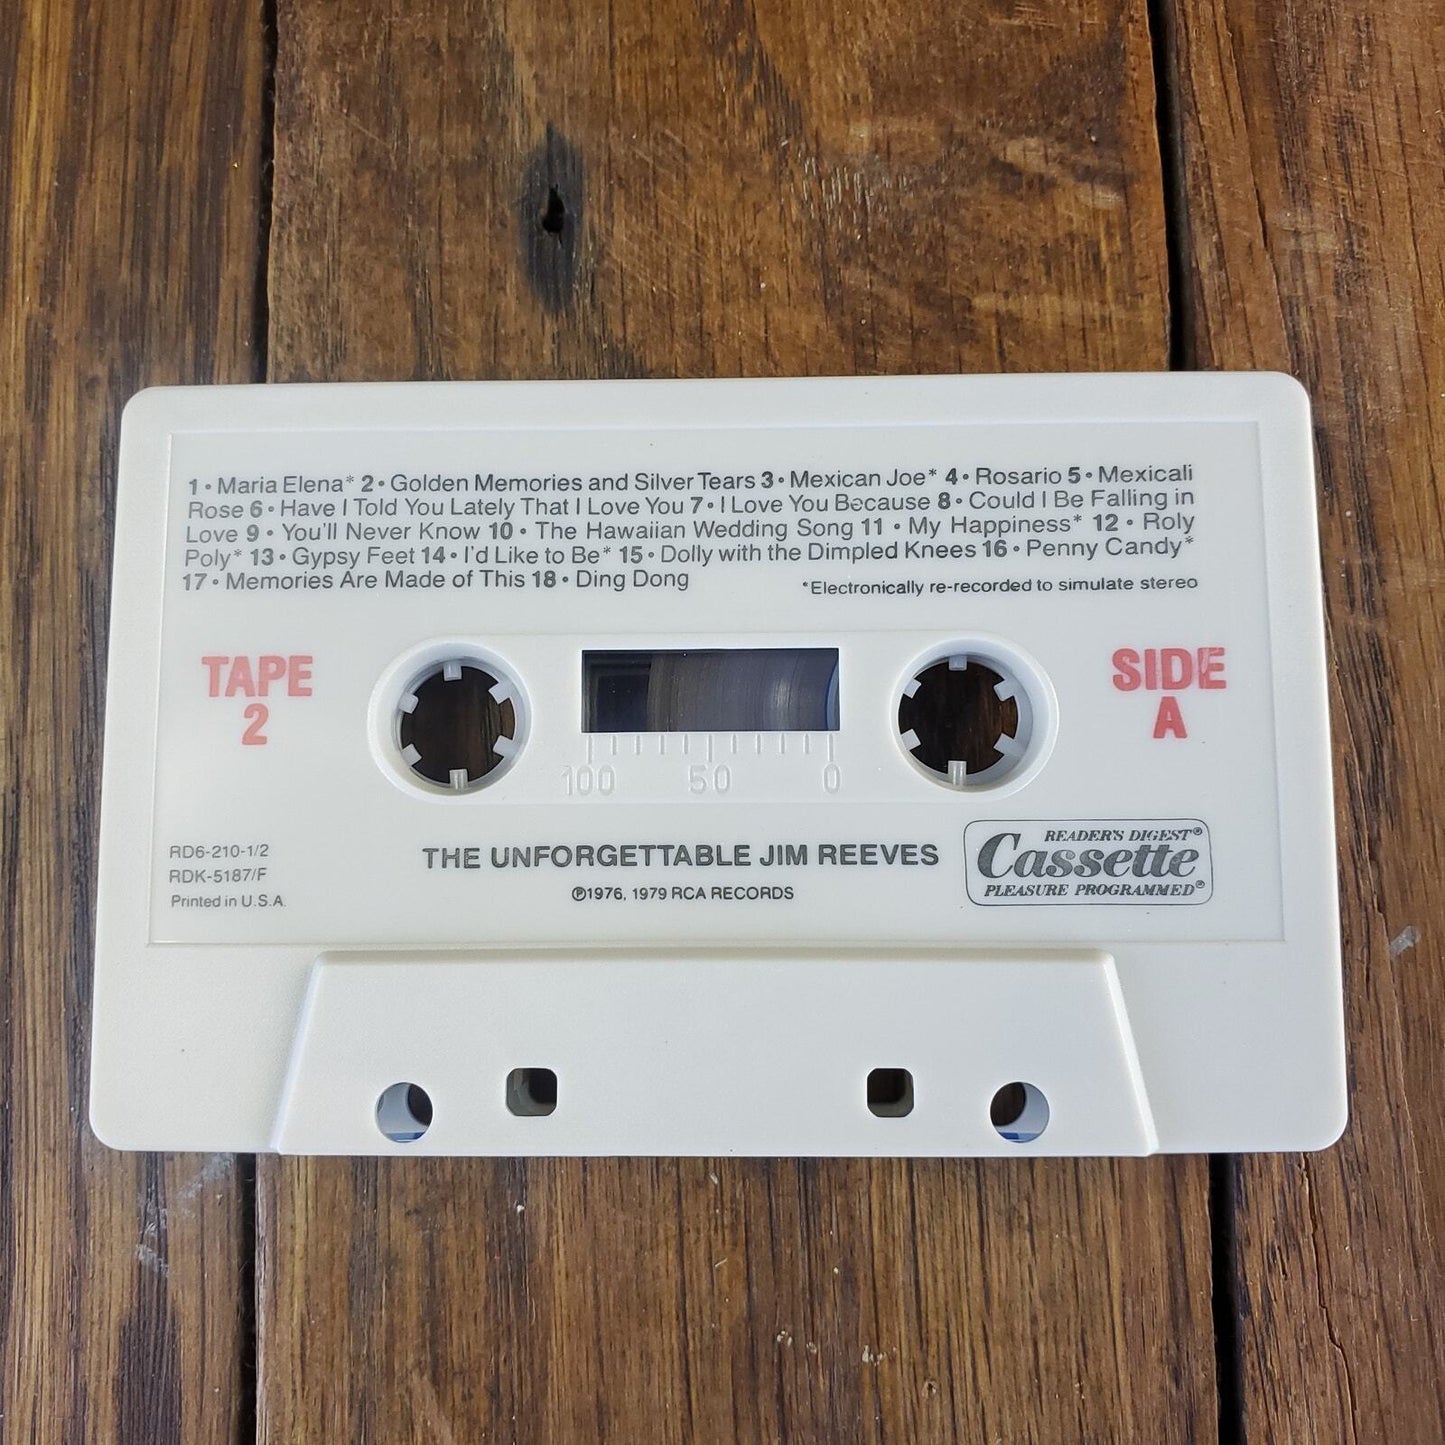 1 • Maria Elena* 2 • Golden Memories and Silver Tears 3 • Mexican Joe* 4 • Rosario 5 • Mexicali
Rose 6 • Have I Told You Lately That I Love You 7 • I Love You Because 8 • Could I Be Falling in
Love 9 • You'll Never Know 10 • The Hawaiian Wedding Song 11 • My Happiness* 12 • Roly
Poly* 13 • Gypsy Feet 14 • I'd Like to Be* 15 • Dolly with the Dimpled Knees 16 • Penny Candy*
17 • Memories Are Made of This 18 • Ding Dong
*Electronically re-recorded to simulate stereo
TAPE
2
SIDE
A
100 50 0
RD6-210-1/2
RDK-5187/F
Printed in U.S.A.
THE UNFORGETTABLE JIM REEVES
℗1976, 1979 RCA RECORDS
READER'S DIGEST®
Cassette
PLEASURE PROGRAMMED®